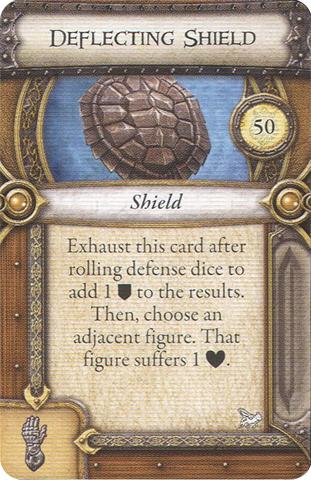 Deflecting Shield
50
Shield
Exhaust this card after
rolling defense dice to
add 1 to the results.
Then, choose an
adjacent figure. That
figure suffers 1 .